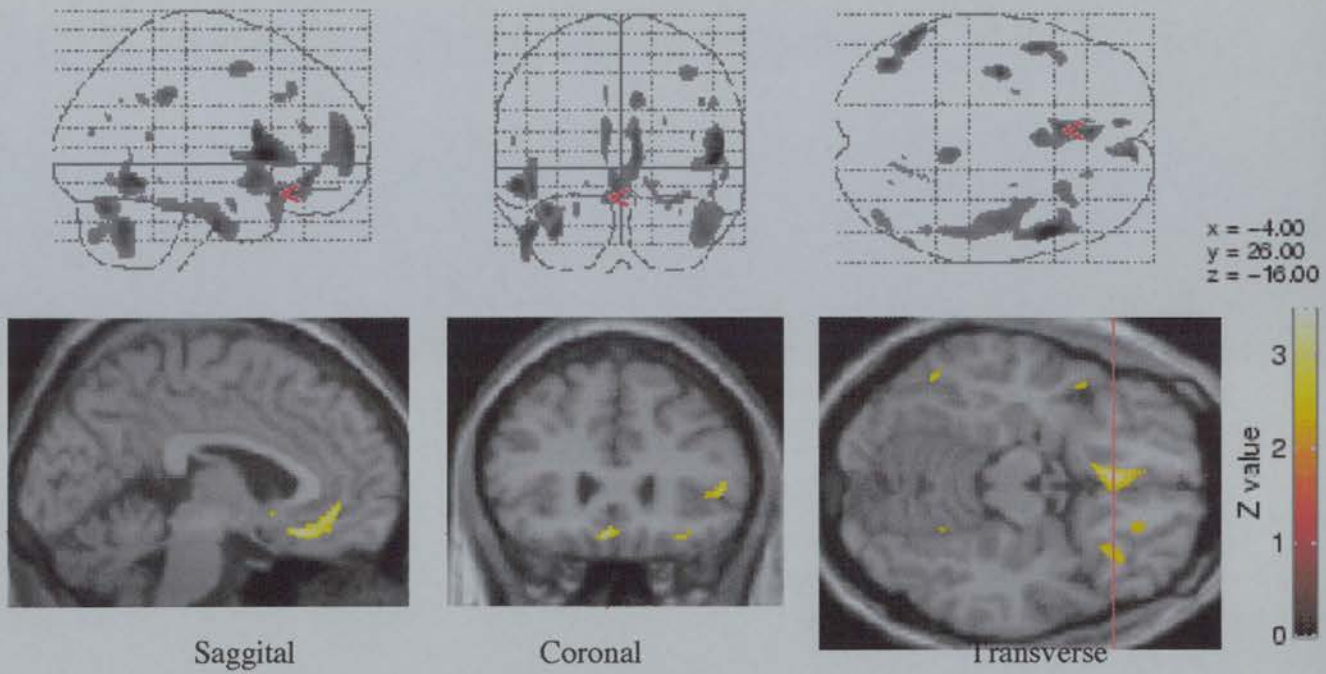 x = -4.00
y = 26.00
z = -16.00
3
2
1
0
Z value
Saggital
Coronal
Transverse